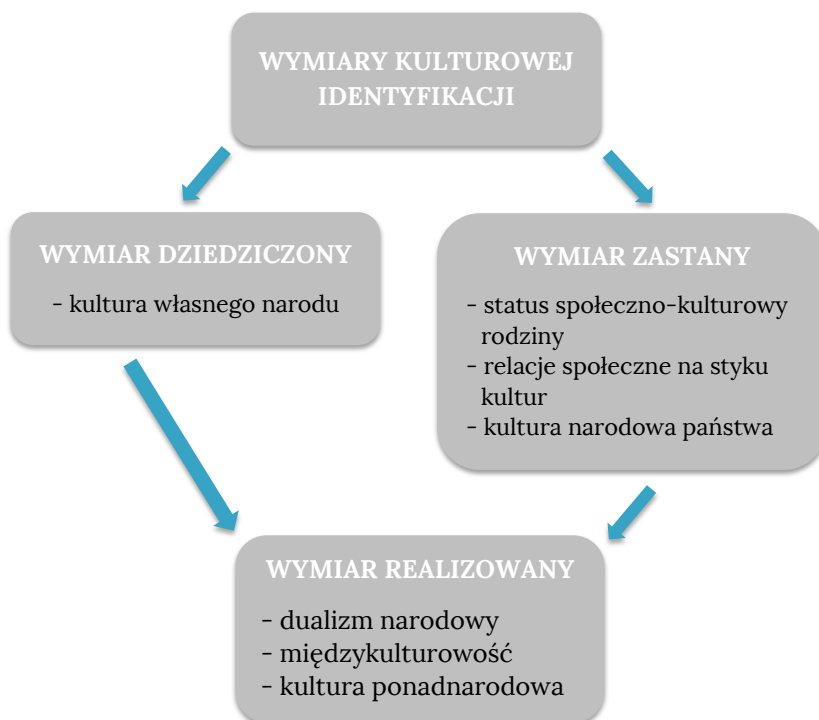 WYMIARY KULTUROWEJ
IDENTYFIKACJI
WYMIAR DZIEDZICZONY
- kultura własnego narodu
WYMIAR ZASTANY
- status społeczno-kulturowy
rodziny
- relacje społeczne na styku
kultur
- kultura narodowa państwa
WYMIAR REALIZOWANY
- dualizm narodowy
- międzykulturowość
- kultura ponadnarodowa